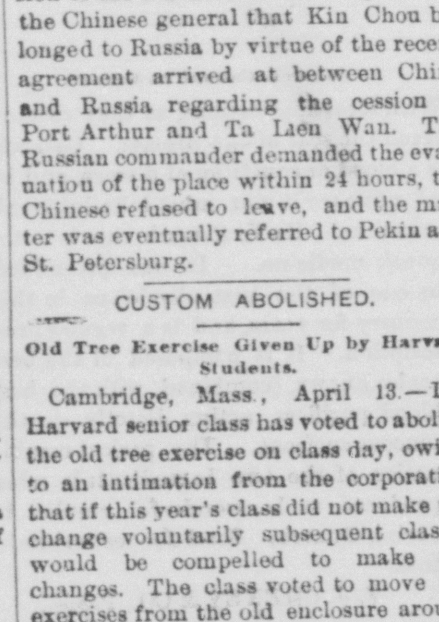 the Chinese general that Kin Chou b
longed to Russia by virtue of the rece
agreement arrived at between Chi
and Russia regarding the cession
Port Arthur and Ta Lien Wan. T
Russian commander demanded the eva
uation of the place within 24 hours, t
Chinese refused to leave, and the m
ter was eventually referred to Pekin a
St. Petersburg.
CUSTOM ABOLISHED.
Old Tree Exercise Given Up by Harv
Students.
Cambridge, Mass., April 13.—
Harvard senior class has voted to abol
the old tree exercise on class day, owi
to an intimation from the corporati
that if this year's class did not make
change voluntarily subsequent clas
would be compelled to make
changes. The class voted to move
exercises from the old enclosure arou